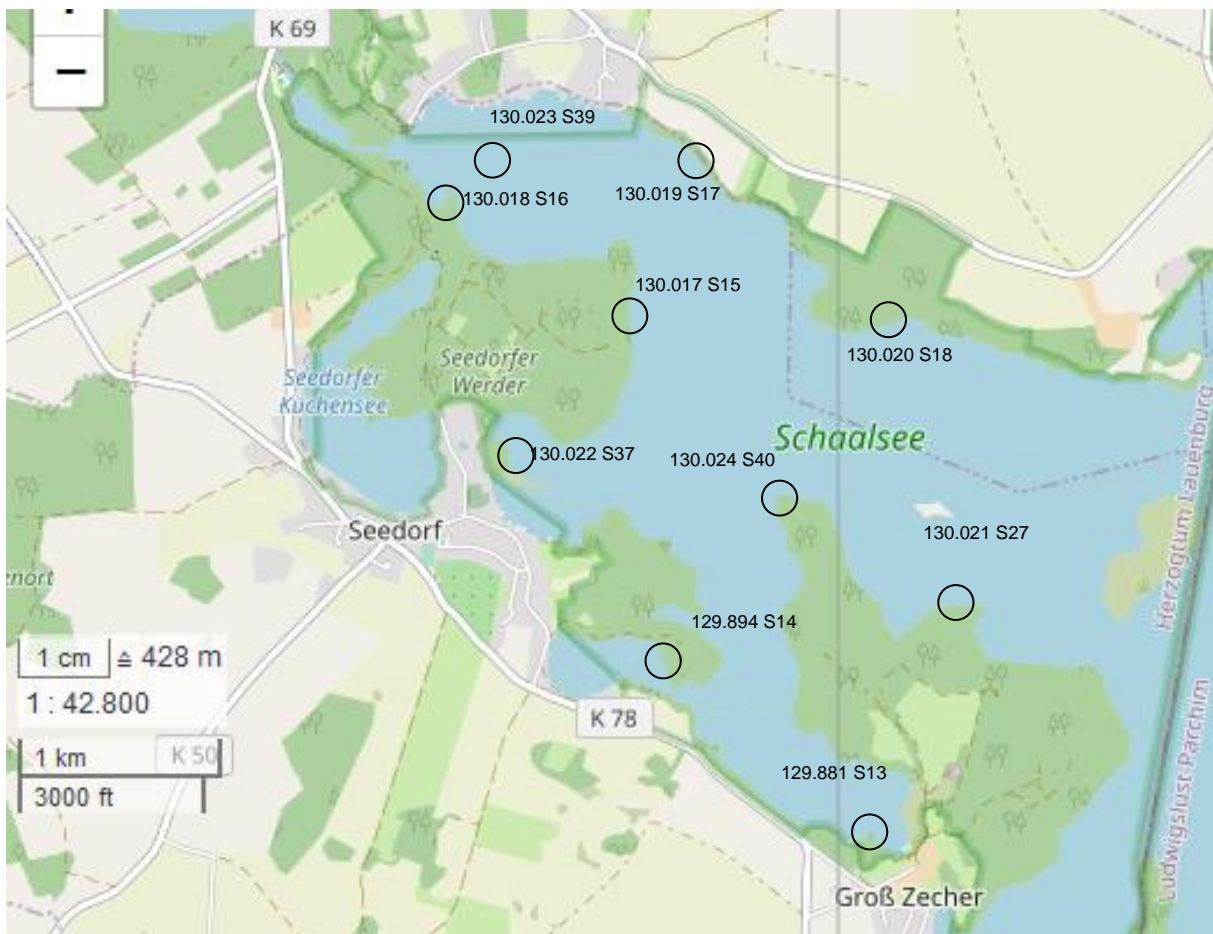 K 69
130.023 S39
130.018 S16
130.019 S17
130.017 S15
130.020 S18
Seedorfer
Werder
Seedorfer
Küchensee
Schaalsee
130.022 S37
130.024 S40
Seedorf
130.021 S27
enort
129.894 S14
Herzogtum Lauenburg
1 cm ≙ 428 m
1 : 42.800
K 78
1 km
K 50
3000 ft
129.881 S13
Ludwigslust-Parchim
Groß Zecher